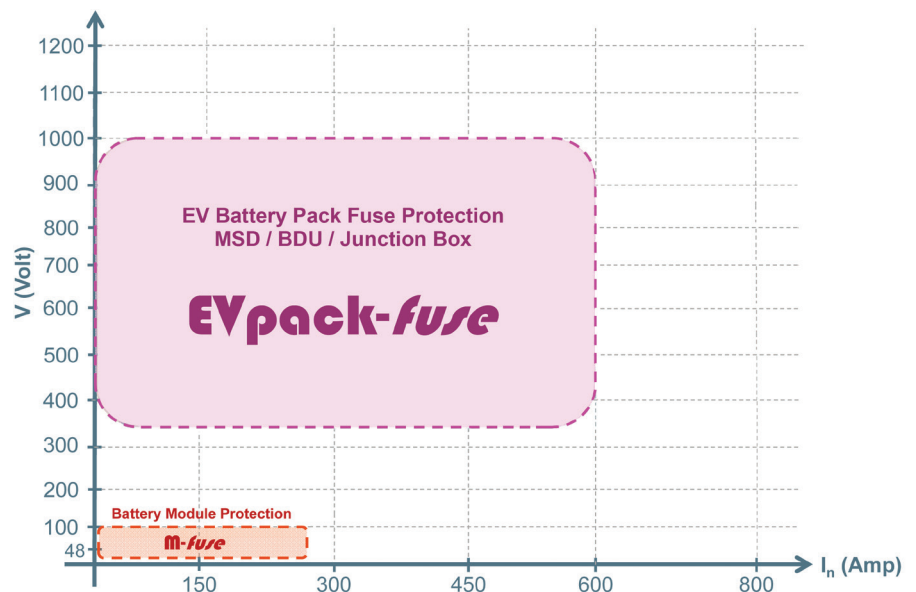 1200
1100
1000
900
800
700
600
500
400
300
200
100
48
V (Volt)
EV Battery Pack Fuse Protection
MSD / BDU / Junction Box
EVpack-fuse
Battery Module Protection
M-fuse
150
300
450
600
800
In (Amp)